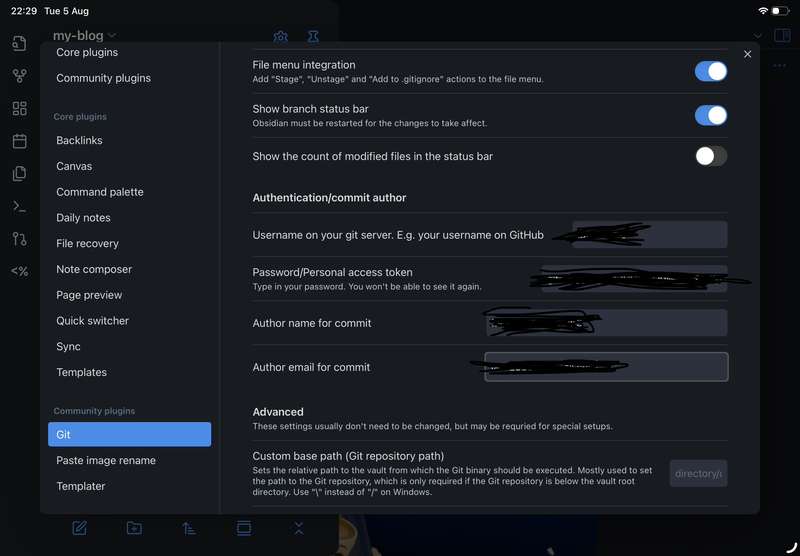 22:29 Tue 5 Aug
my-blog
Core plugins
Community plugins
Core plugins
Backlinks
Canvas
Command palette
Daily notes
File recovery
Note composer
Page preview
Quick switcher
Sync
Templates
Community plugins
Git
Paste image rename
Templater
File menu integration
Add "Stage", "Unstage" and "Add to .gitignore" actions to the file menu.
Show branch status bar
Obsidian must be restarted for the changes to take affect.
Show the count of modified files in the status bar
Authentication/commit author
Username on your git server. E.g. your username on GitHub
Password/Personal access token
Type in your password. You won't be able to see it again.
Author name for commit
Author email for commit
Advanced
These settings usually don't need to be changed, but may be requried for special setups.
Custom base path (Git repository path)
Sets the relative path to the vault from which the Git binary should be executed. Mostly used to set
the path to the Git repository, which is only required if the Git repository is below the vault root
directory. Use "\" instead of "/" on Windows.
directory/